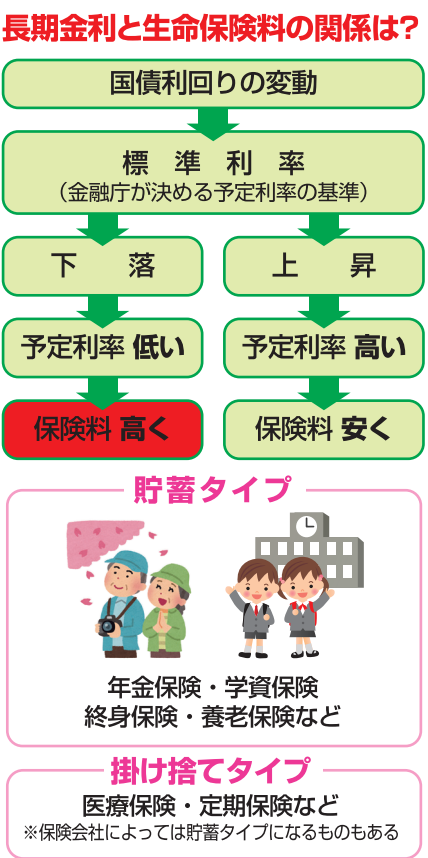 長期金利と生命保険料の関係は?
国債利回りの変動
標準利率
（金融庁が決める予定利率の基準）
下落
上昇
予定利率 低い
予定利率 高い
保険料 高く
保険料 安く
貯蓄タイプ
年金保険・学資保険
終身保険・養老保険など
掛け捨てタイプ
医療保険・定期保険など
※保険会社によっては貯蓄タイプになるものもある